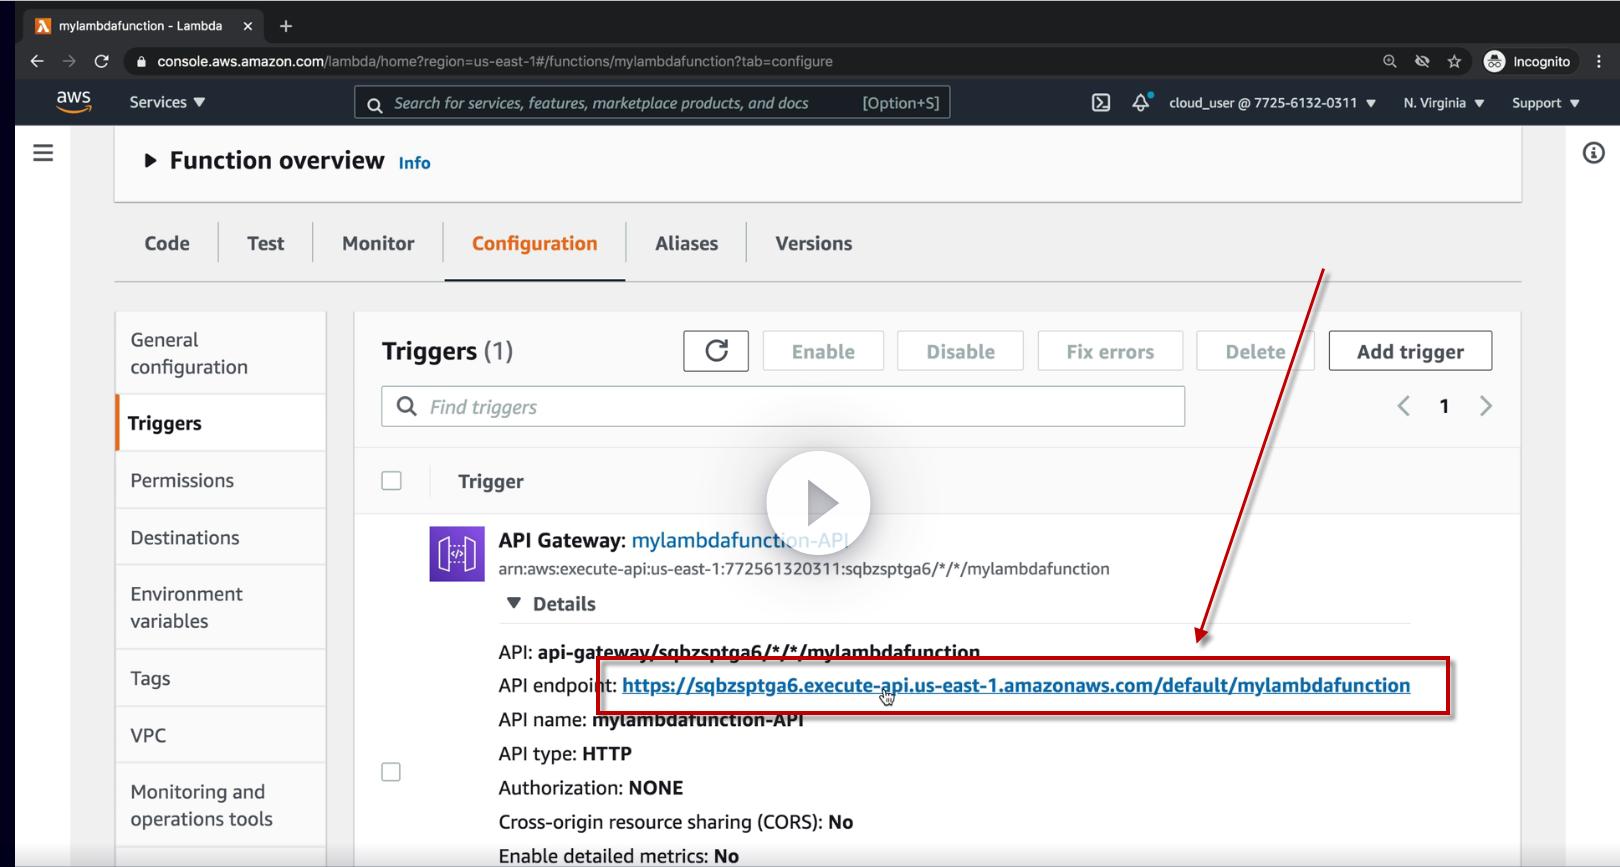 mylambdafunction - Lambda
console.aws.amazon.com/lambda/home?region=us-east-1#/functions/mylambdafunction?tab=configure
Incognito
aws
Services ▼
Search for services, features, marketplace products, and docs [Option+S]
cloud_user @ 7725-6132-0311 ▼
N. Virginia ▼
Support ▼
Function overview Info
Code
Test
Monitor
Configuration
Aliases
Versions
General
configuration
Triggers
Permissions
Destinations
Environment
variables
Tags
VPC
Monitoring and
operations tools
Triggers (1)
Enable
Disable
Fix errors
Delete
Add trigger
Find triggers
1
Trigger
API Gateway: mylambdafunction-API
arn:aws:execute-api:us-east-1:772561320311:sqbzsptga6/*/*/mylambdafunction
Details
API: api-gateway/sqbzsptga6/*/*/mylambdafunction
API endpoint: https://sqbzsptga6.execute-api.us-east-1.amazonaws.com/default/mylambdafunction
API name: mylambdafunction-API
API type: HTTP
Authorization: NONE
Cross-origin resource sharing (CORS): No
Enable detailed metrics: No